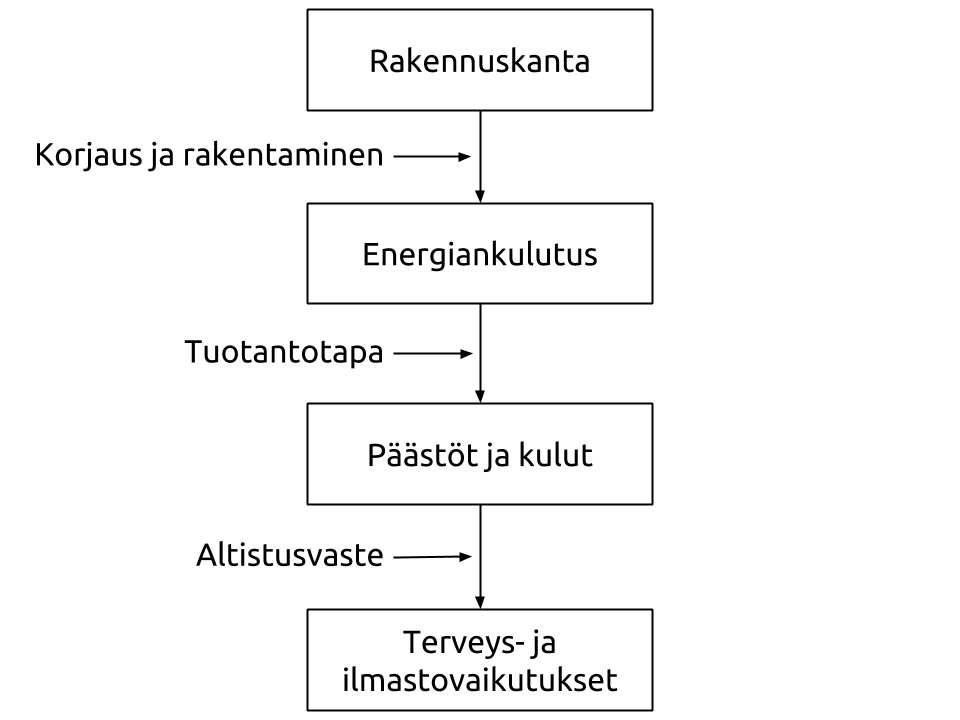 Rakennuskanta
Korjaus ja rakentaminen
Energiankulutus
Tuotantotapa
Päästöt ja kulut
Altistusvaste
Terveys- ja
ilmastovaikutukset